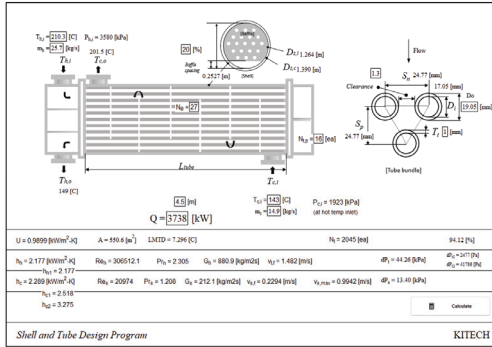 T_h,i = 210.3 [C] P_h,i = 3580 [kPa]
m_h = 25.7 [kg/s] 201.5 [C]
T_h,i T_c,o
20 [%]
Baffle spacing
0.2527 [m]
[Shell]
D_t,i 1.264 [m]
D_t,c 1.390 [m]
N_B = 27
N_t,p = 16 [ea]
L_tube
T_h,o T_c,i
149 [C]
Flow
1.3 S_n 24.77 [mm]
Clearance 17.05 [mm]
Do
D_i 19.05 [mm]
S_p
24.77 [mm]
T_t 1 [mm]
[Tube bundle]
4.5 [m] T_c,i = 143 [C] P_c,i = 1923 [kPa]
Q = 3738 [kW] m_c = 14.9 [kg/s] (at hot temp inlet)
U = 0.9899 [kW/m²-K] A = 550.6 [m²] LMTD = 7.296 [C] N_t = 2045 [ea] 94.12 [%]
h_h = 2.177 [kW/m²-K] Re_h = 306512.1 Pr_h = 2.305 G_h = 880.9 [kg/m2s] v_t,f = 1.482 [m/s] dP_t = 44.26 [kPa]
h_h1 = 2.177
h_c = 2.289 [kW/m²-K] Re_s = 20974 Pr_s = 1.208 G_s = 212.1 [kg/m2s] v_s,f = 0.2294 [m/s] v_s,max = 0.9942 [m/s] dP_s = 13.40 [kPa]
h_c1 = 2.518
h_c2 = 3.275
Calculate
Shell and Tube Design Program KITECH